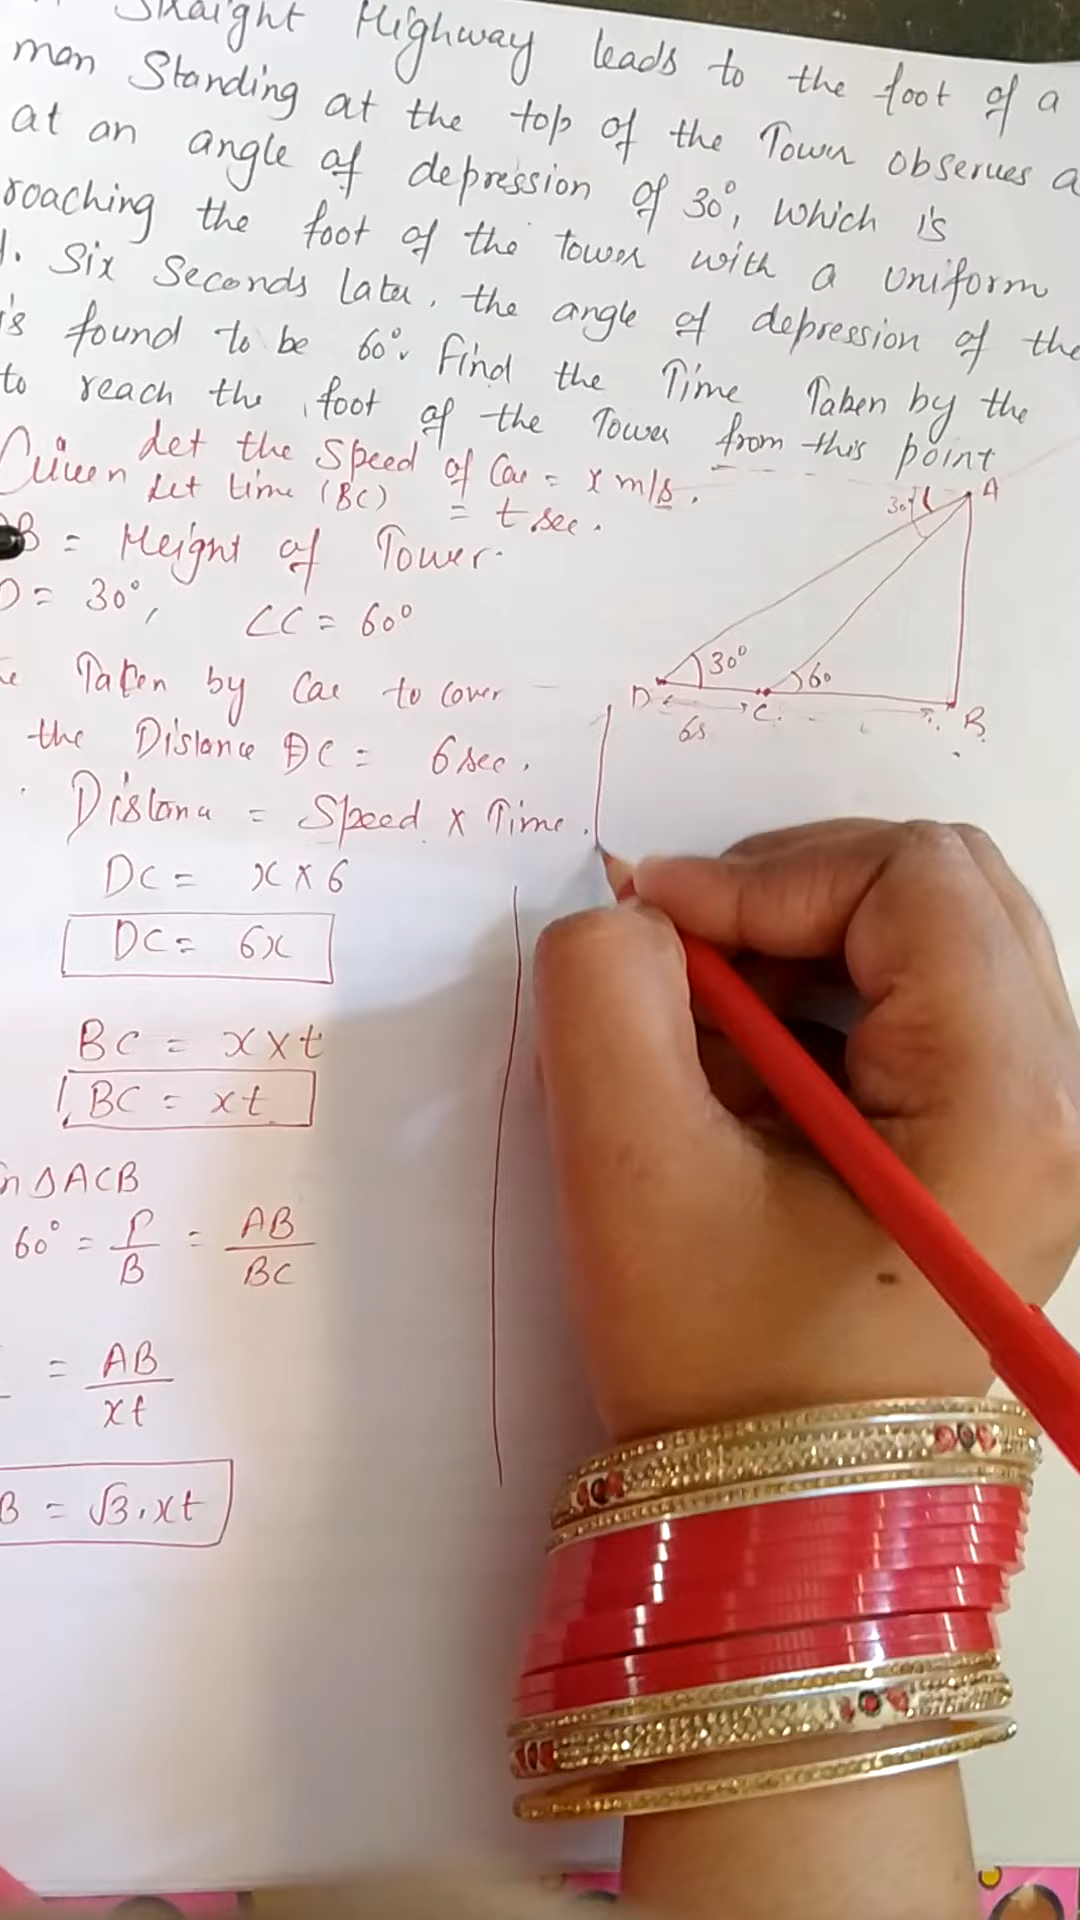 Straight Highway leads to the foot of a
man Standing at the top of the Tower observes a
at an angle of depression of 30°, which is
roaching the foot of the tower with a uniform
d. Six Seconds later, the angle of depression of the
is found to be 60°. Find the Time Taken by the
to reach the foot of the Tower from this point
Given Let the Speed of Car = x m/s.
Let time (BC) = t sec.
AB = Height of Tower.
D = 30°, ∠C = 60°
Taken by Car to cover
the Distance DC = 6 sec.
Distance = Speed × Time.
DC = x × 6
DC = 6x
BC = x × t
BC = xt
In △ACB
60° = P/B = AB/BC
= AB/xt
B = √3.xt
A
30°
30°
60
D
C
B
6s